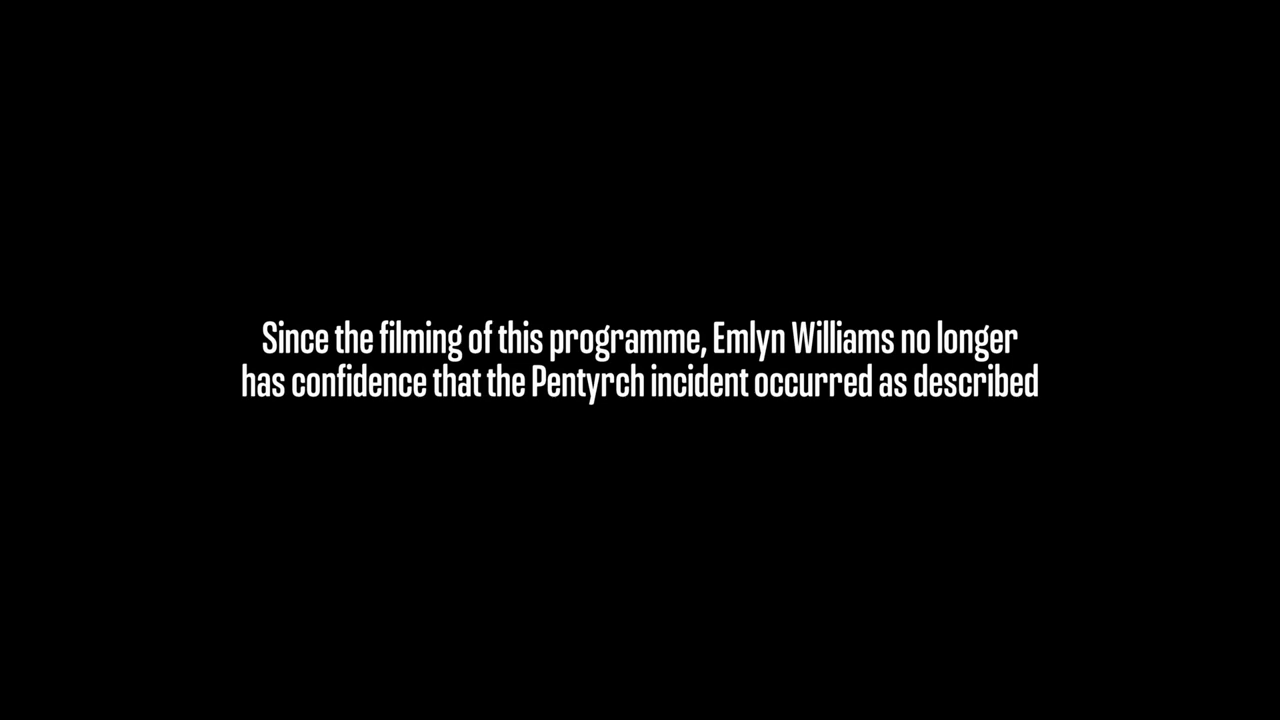 Since the filming of this programme, Emlyn Williams no longer
has confidence that the Pentyrch incident occurred as described